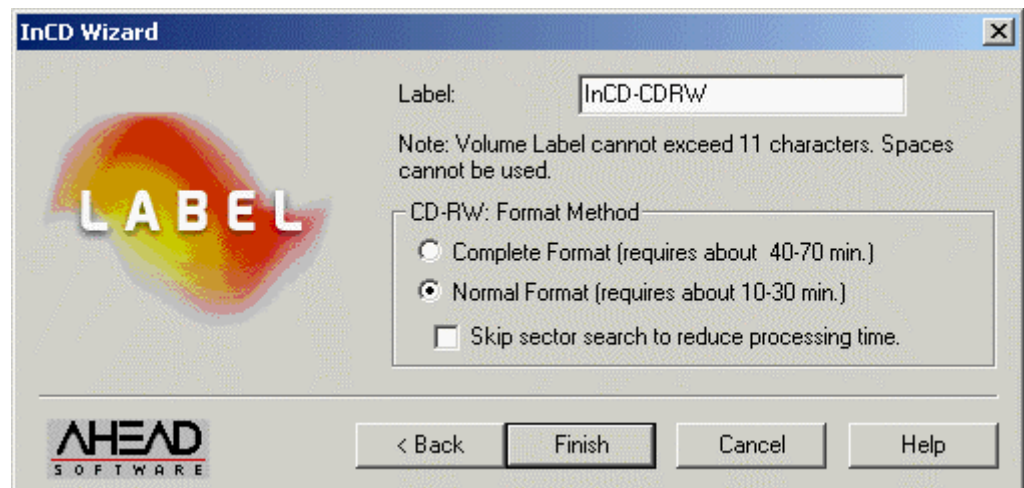 InCD Wizard
LABEL
Label:
InCD-CDRW
Note: Volume Label cannot exceed 11 characters. Spaces
cannot be used.
CD-RW: Format Method
Complete Format (requires about  40-70 min.)
Normal Format (requires about 10-30 min.)
Skip sector search to reduce processing time.
AHEAD
SOFTWARE
< Back
Finish
Cancel
Help